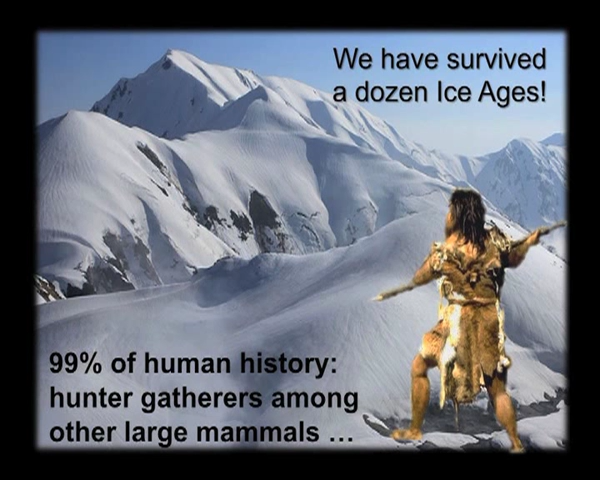 We have survived
a dozen Ice Ages!
99% of human history:
hunter gatherers among
other large mammals ...